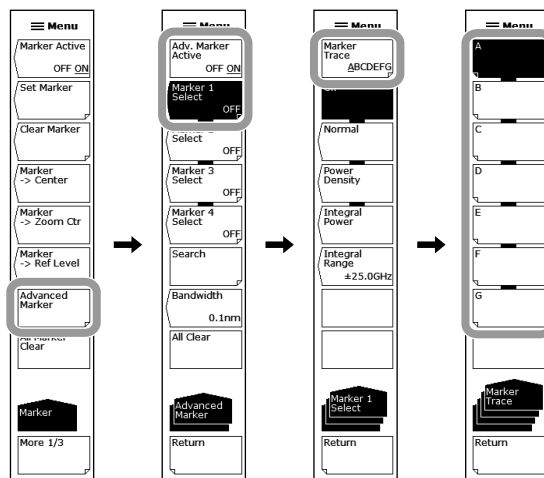 Menu
Marker Active
OFF ON
Set Marker
Clear Marker
Marker
-> Center
Marker
-> Zoom Ctr
Marker
-> Ref Level
Advanced
Marker
All Marker
Clear
Marker
More 1/3
Menu
Adv. Marker
Active
OFF ON
Marker 1
Select
OFF
Select
OFF
Marker 3
Select
OFF
Marker 4
Select
OFF
Search
Bandwidth
0.1nm
All Clear
Advanced
Marker
Return
Menu
Marker
Trace
ABCDEFG
Normal
Power
Density
Integral
Power
Integral
Range
±25.0GHz
Marker 1
Select
Return
Menu
A
B
C
D
E
F
G
Marker
Trace
Return